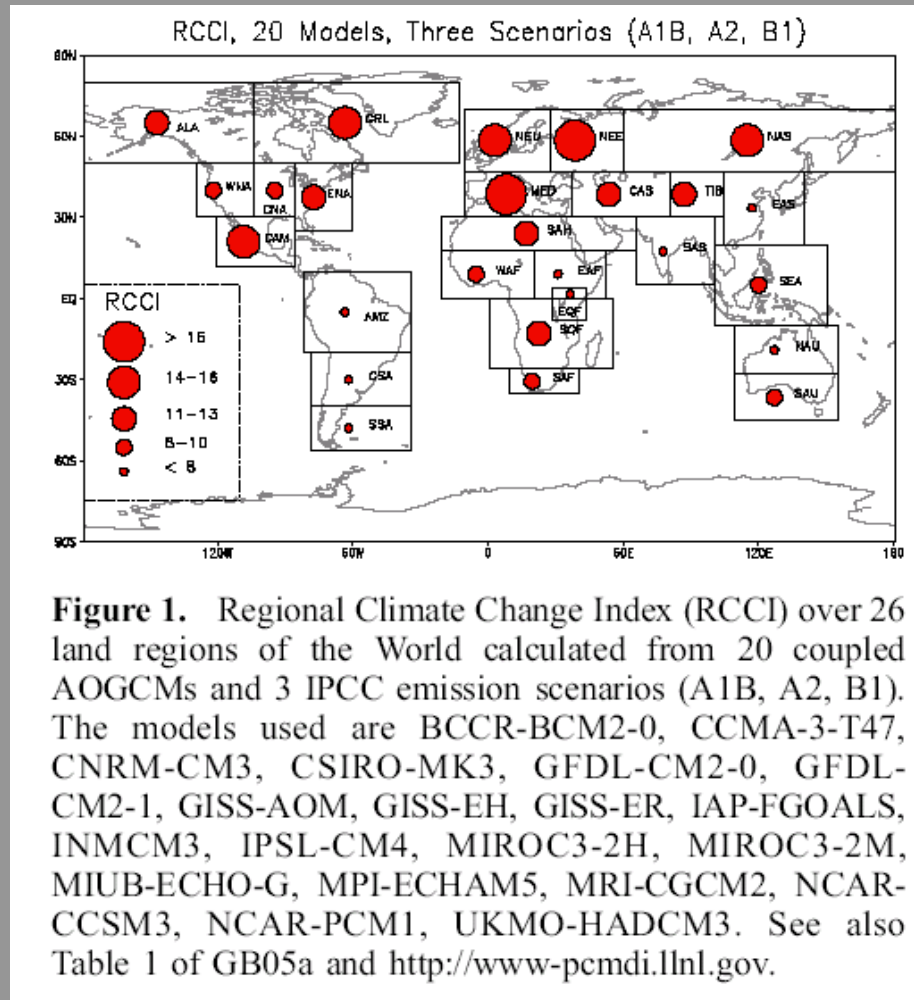 RCCI, 20 Models, Three Scenarios (A1B, A2, B1)
90N
60N
30N
EQ
30S
60S
90S
120W
60W
0
60E
120E
180
ALA
GRL
WNA
CNA
ENA
CAM
AMZ
CSA
SSA
NEU
NEE
NAS
MED
CAS
TIB
EAS
SAH
SAS
WAF
EAF
SEA
EQF
SQF
SAF
NAU
SAU
RCCI
> 16
14-16
11-13
8-10
< 8
Figure 1. Regional Climate Change Index (RCCI) over 26
land regions of the World calculated from 20 coupled
AOGCMs and 3 IPCC emission scenarios (A1B, A2, B1).
The models used are BCCR-BCM2-0, CCMA-3-T47,
CNRM-CM3, CSIRO-MK3, GFDL-CM2-0, GFDL-
CM2-1, GISS-AOM, GISS-EH, GISS-ER, IAP-FGOALS,
INMCM3, IPSL-CM4, MIROC3-2H, MIROC3-2M,
MIUB-ECHO-G, MPI-ECHAM5, MRI-CGCM2, NCAR-
CCSM3, NCAR-PCM1, UKMO-HADCM3. See also
Table 1 of GB05a and http://www-pcmdi.llnl.gov.